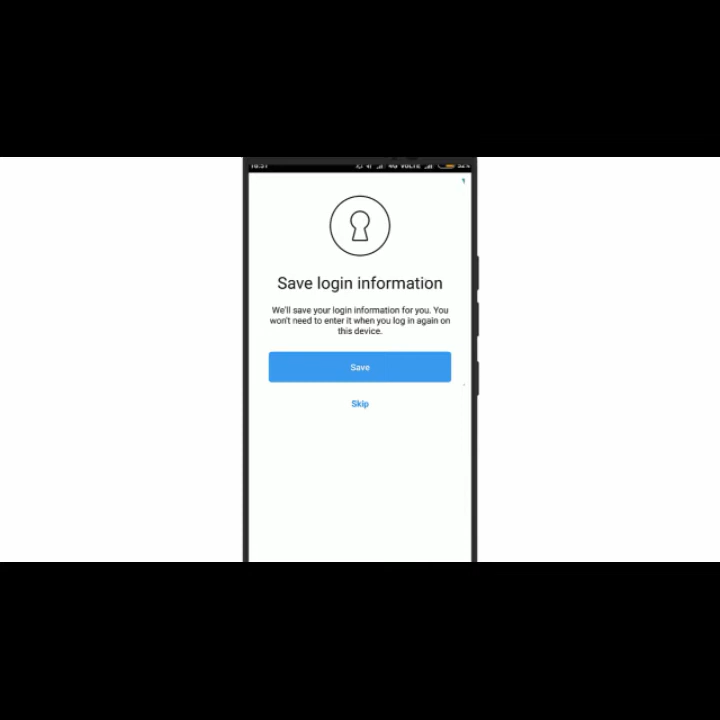 Save login information
We'll save your login information for you. You
won't need to enter it when you log in again on
this device.
Save
Skip